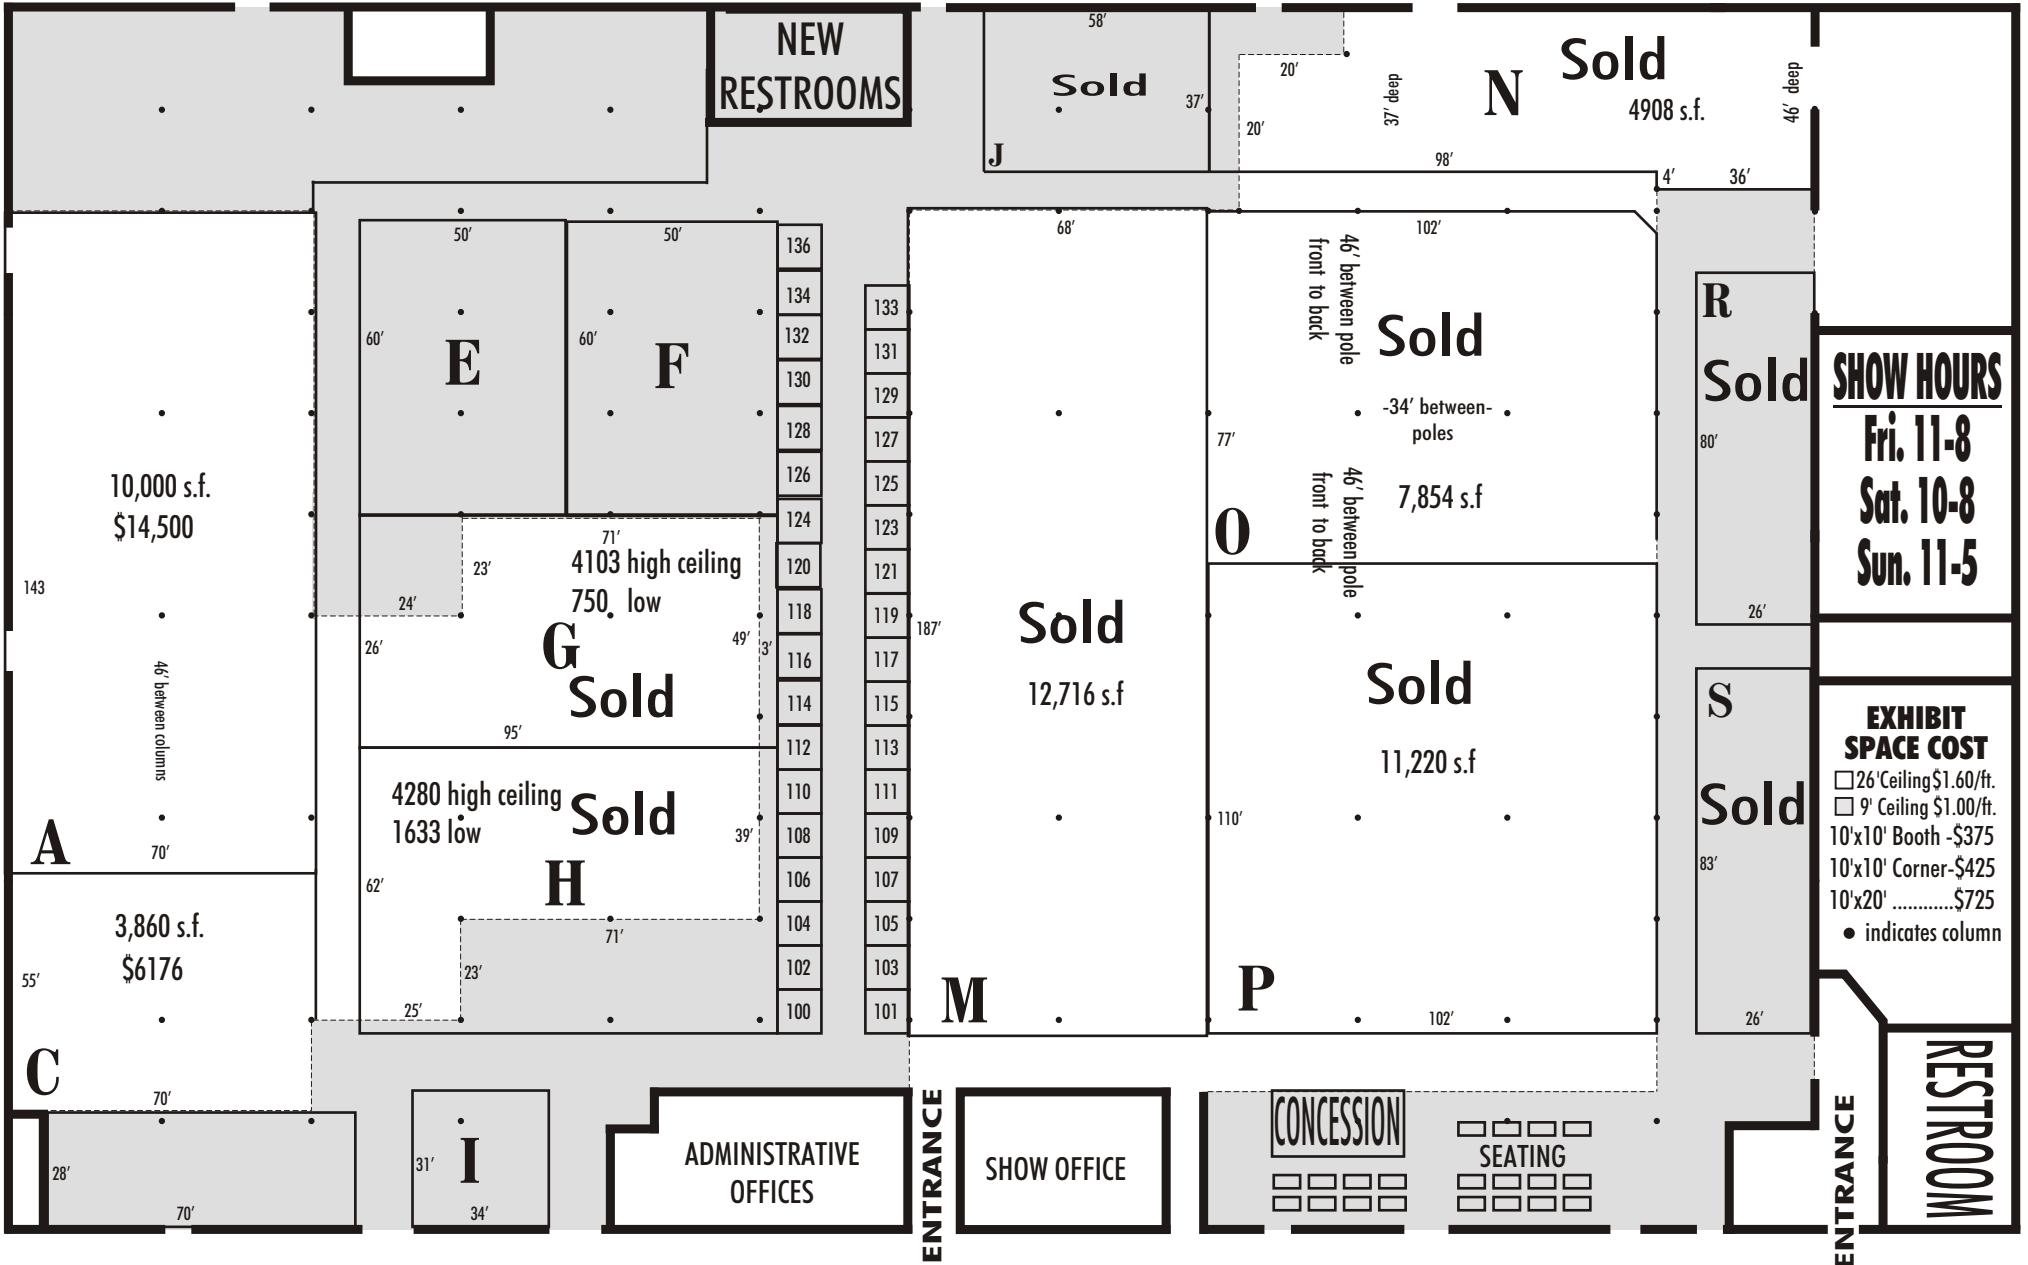 NEW
RESTROOMS
58'
Sold
37'
J
20'
20'
37' deep
N
Sold
4908 s.f.
46' deep
98'
4'
36'
10,000 s.f.
$14,500
143
46' between columns
A
70'
3,860 s.f.
$6176
55'
C
70'
28'
70'
50'
60'
E
50'
60'
F
71'
4103 high ceiling
750 low
23'
24'
26'
G
49'
3'
Sold
95'
4280 high ceiling
1633 low
Sold
39'
H
62'
71'
23'
25'
31'
I
34'
136
134
132
130
128
126
124
120
118
116
114
112
110
108
106
104
102
100
133
131
129
127
125
123
121
119
117
115
113
111
109
107
105
103
101
68'
187'
Sold
12,716 s.f
M
102'
46' between pole
front to back
Sold
-34' between-
poles
77'
46' between pole
front to back
7,854 s.f
O
Sold
11,220 s.f
110'
P
102'
R
Sold
80'
26'
S
Sold
83'
26'
SHOW HOURS
Fri. 11-8
Sat. 10-8
Sun. 11-5
EXHIBIT
SPACE COST
26'Ceiling$1.60/ft.
9' Ceiling $1.00/ft.
10'x10' Booth -$375
10'x10' Corner-$425
10'x20' ............$725
indicates column
ADMINISTRATIVE
OFFICES
ENTRANCE
SHOW OFFICE
CONCESSION
SEATING
ENTRANCE
RESTROOM